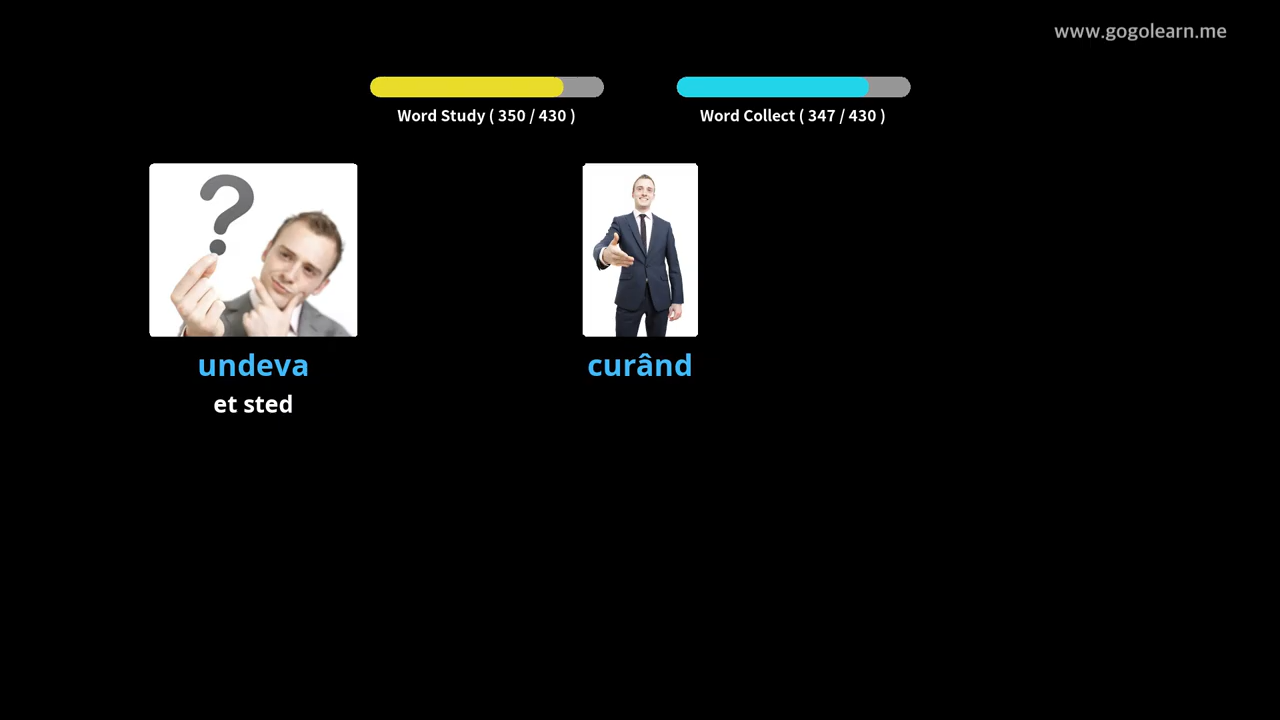 www.gogolearn.me
Word Study ( 350 / 430 )
Word Collect ( 347 / 430 )
undeva
et sted
curând